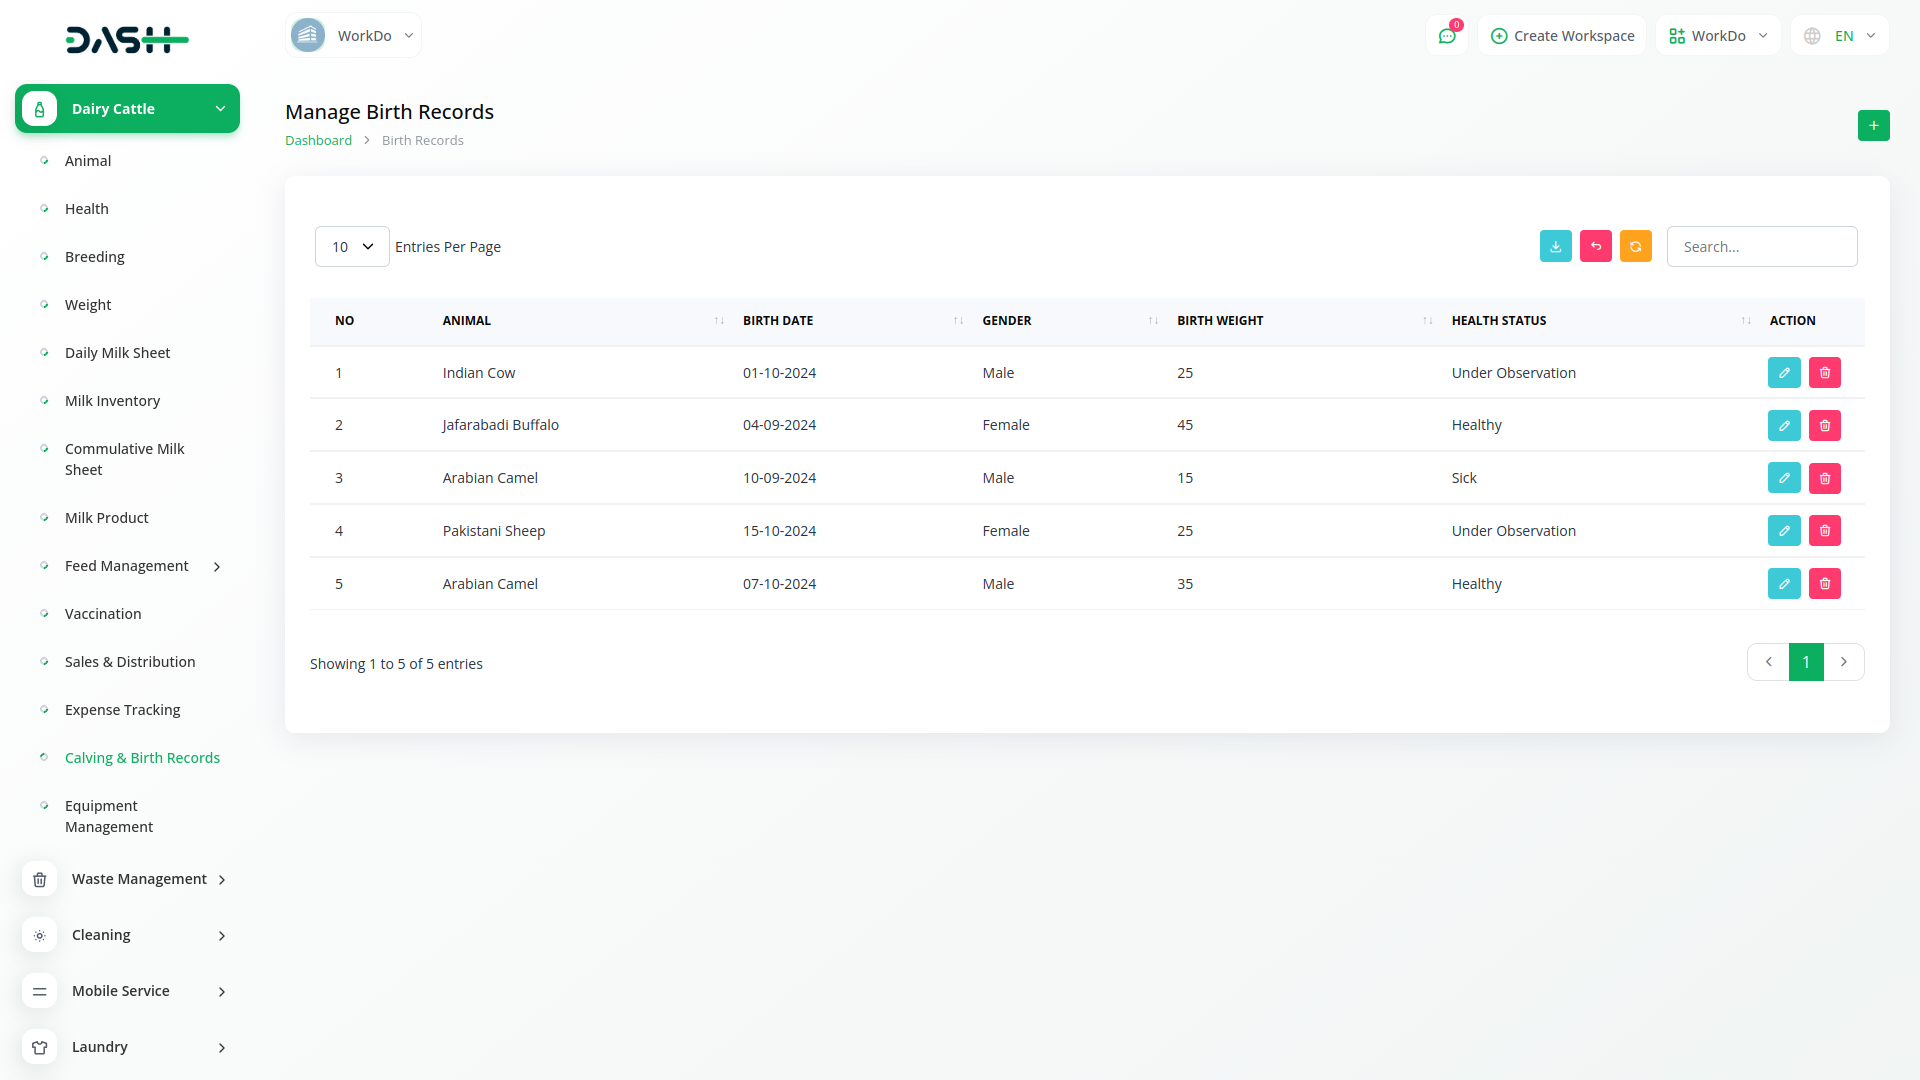 DASH
WorkDo
0
Create Workspace
WorkDo
EN
Dairy Cattle
Animal
Health
Breeding
Weight
Daily Milk Sheet
Milk Inventory
Commulative Milk
Sheet
Milk Product
Feed Management
Vaccination
Sales & Distribution
Expense Tracking
Calving & Birth Records
Equipment
Management
Waste Management
Cleaning
Mobile Service
Laundry
Manage Birth Records
Dashboard > Birth Records
+
10 Entries Per Page
Search...
NO ANIMAL BIRTH DATE GENDER BIRTH WEIGHT HEALTH STATUS ACTION
1 Indian Cow 01-10-2024 Male 25 Under Observation
2 Jafarabadi Buffalo 04-09-2024 Female 45 Healthy
3 Arabian Camel 10-09-2024 Male 15 Sick
4 Pakistani Sheep 15-10-2024 Female 25 Under Observation
5 Arabian Camel 07-10-2024 Male 35 Healthy
Showing 1 to 5 of 5 entries
‹ 1 ›